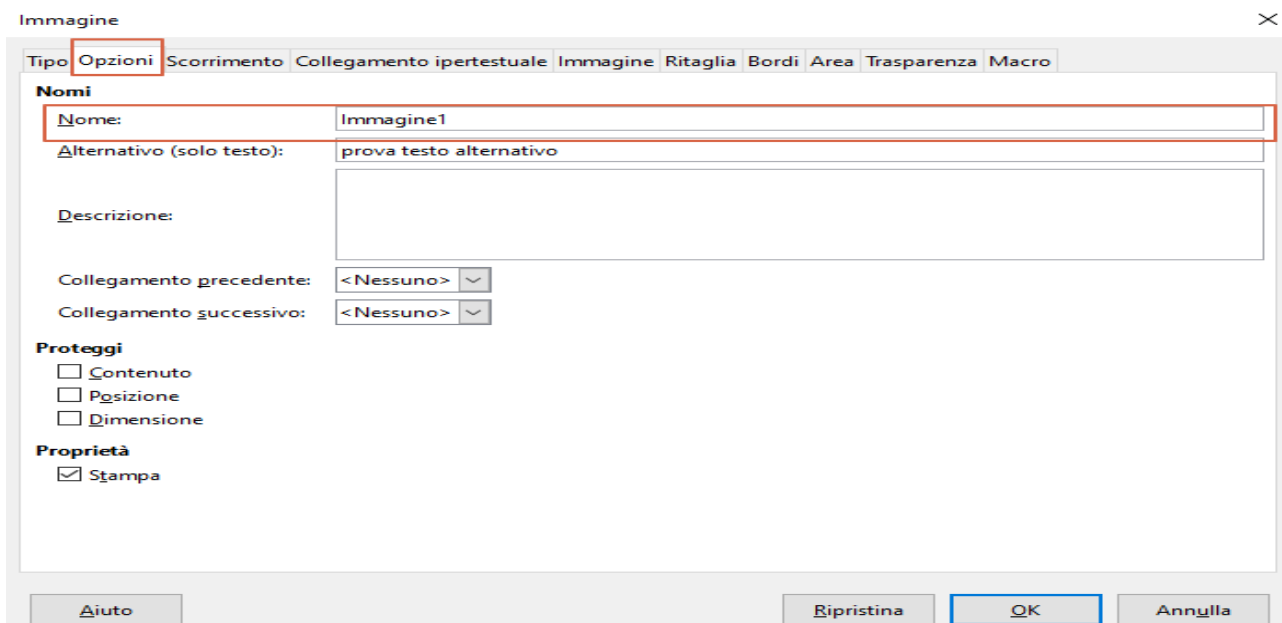 Immagine
Tipo Opzioni Scorrimento Collegamento ipertestuale Immagine Ritaglia Bordi Area Trasparenza Macro
Nomi
Nome: Immagine1
Alternativo (solo testo): prova testo alternativo
Descrizione:
Collegamento precedente: <Nessuno>
Collegamento successivo: <Nessuno>
Proteggi
Contenuto
Posizione
Dimensione
Proprietà
Stampa
Aiuto Ripristina OK Annulla